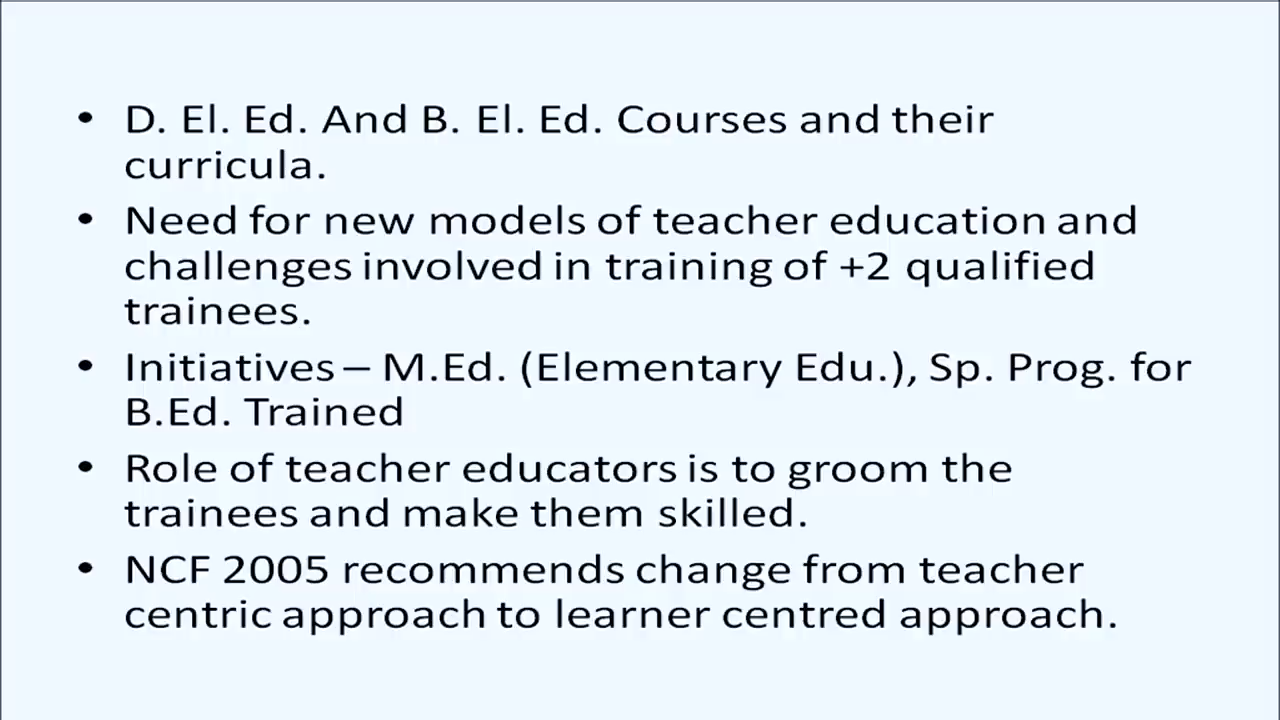 • D. El. Ed. And B. El. Ed. Courses and their
curricula.
• Need for new models of teacher education and
challenges involved in training of +2 qualified
trainees.
• Initiatives – M.Ed. (Elementary Edu.), Sp. Prog. for
B.Ed. Trained
• Role of teacher educators is to groom the
trainees and make them skilled.
• NCF 2005 recommends change from teacher
centric approach to learner centred approach.